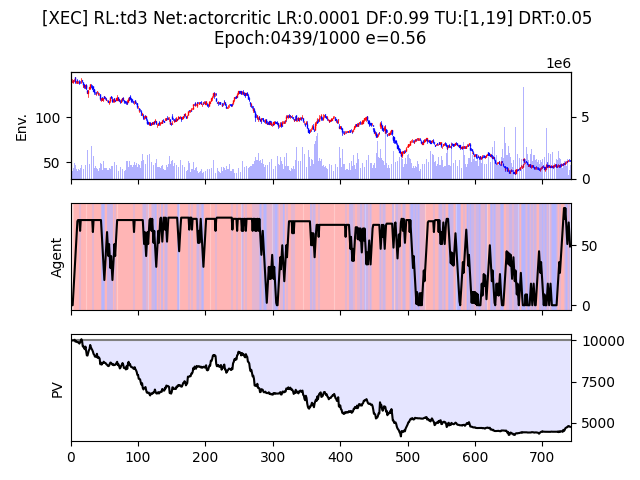 [XEC] RL:td3 Net:actorcritic LR:0.0001 DF:0.99 TU:[1,19] DRT:0.05
Epoch:0439/1000 e=0.56
1e6
Env.
100
50
5
0
Agent
50
0
PV
10000
7500
5000
0 100 200 300 400 500 600 700